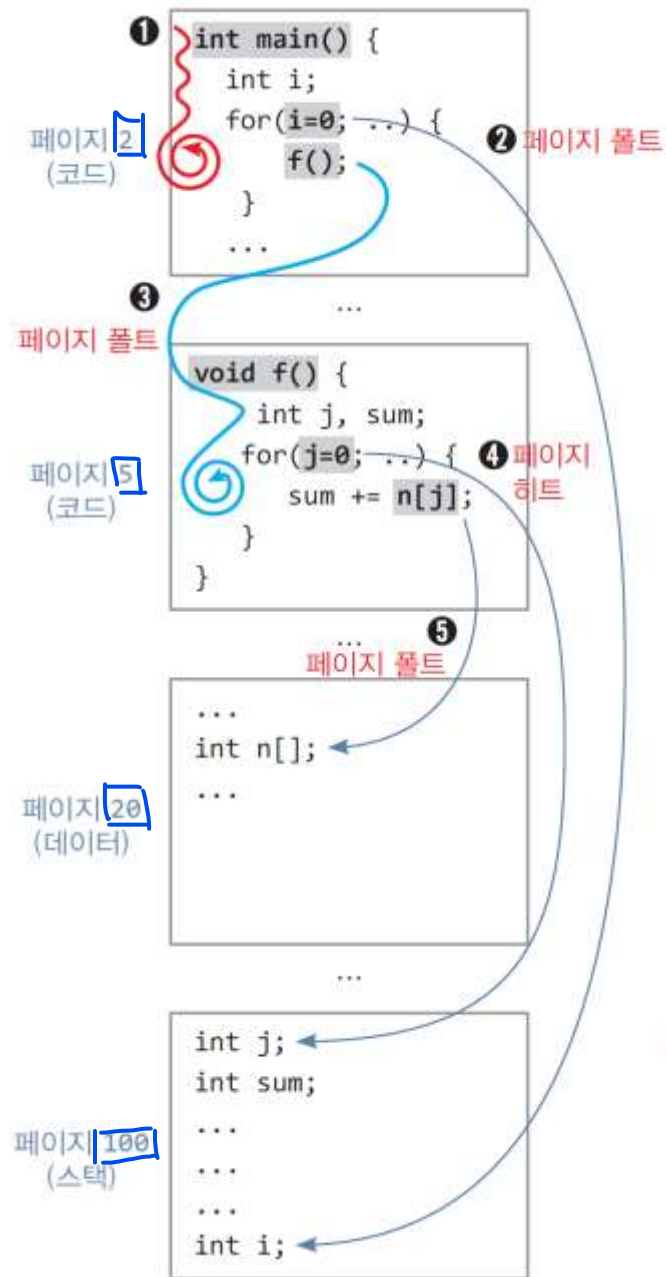 ❶
int main() {
int i;
for(i=0; ..) {
f();
}
...
페이지 2
(코드)
❷ 페이지 폴트
❸
페이지 폴트
...
void f() {
int j, sum;
for(j=0; ..) {
sum += n[j];
}
}
페이지 5
(코드)
❹ 페이지
히트
...
❺
페이지 폴트
...
int n[];
...
페이지 20
(데이터)
...
int j;
int sum;
...
...
...
int i;
페이지 100
(스택)